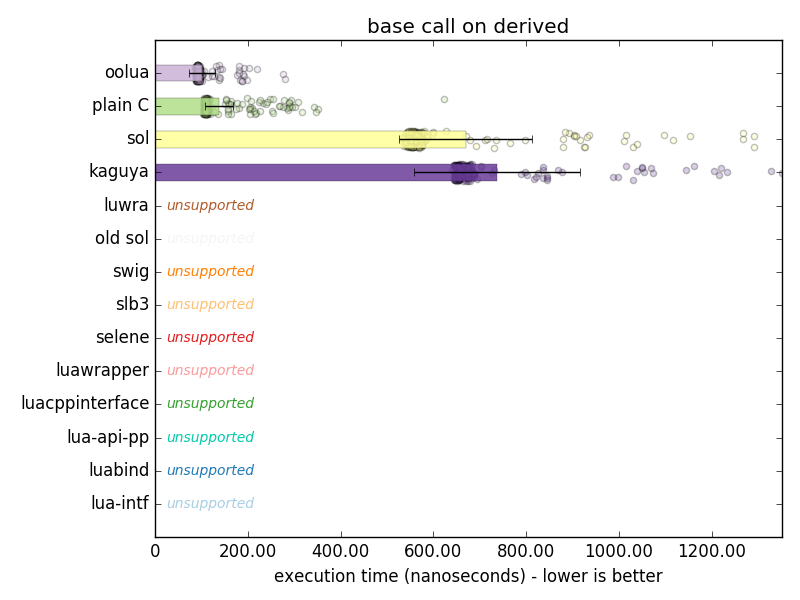 base call on derived
oolua
plain C
sol
kaguya
luwra unsupported
old sol unsupported
swig unsupported
slb3 unsupported
selene unsupported
luawrapper unsupported
luacppinterface unsupported
lua-api-pp unsupported
luabind unsupported
lua-intf unsupported
0 200.00 400.00 600.00 800.00 1000.00 1200.00
execution time (nanoseconds) - lower is better